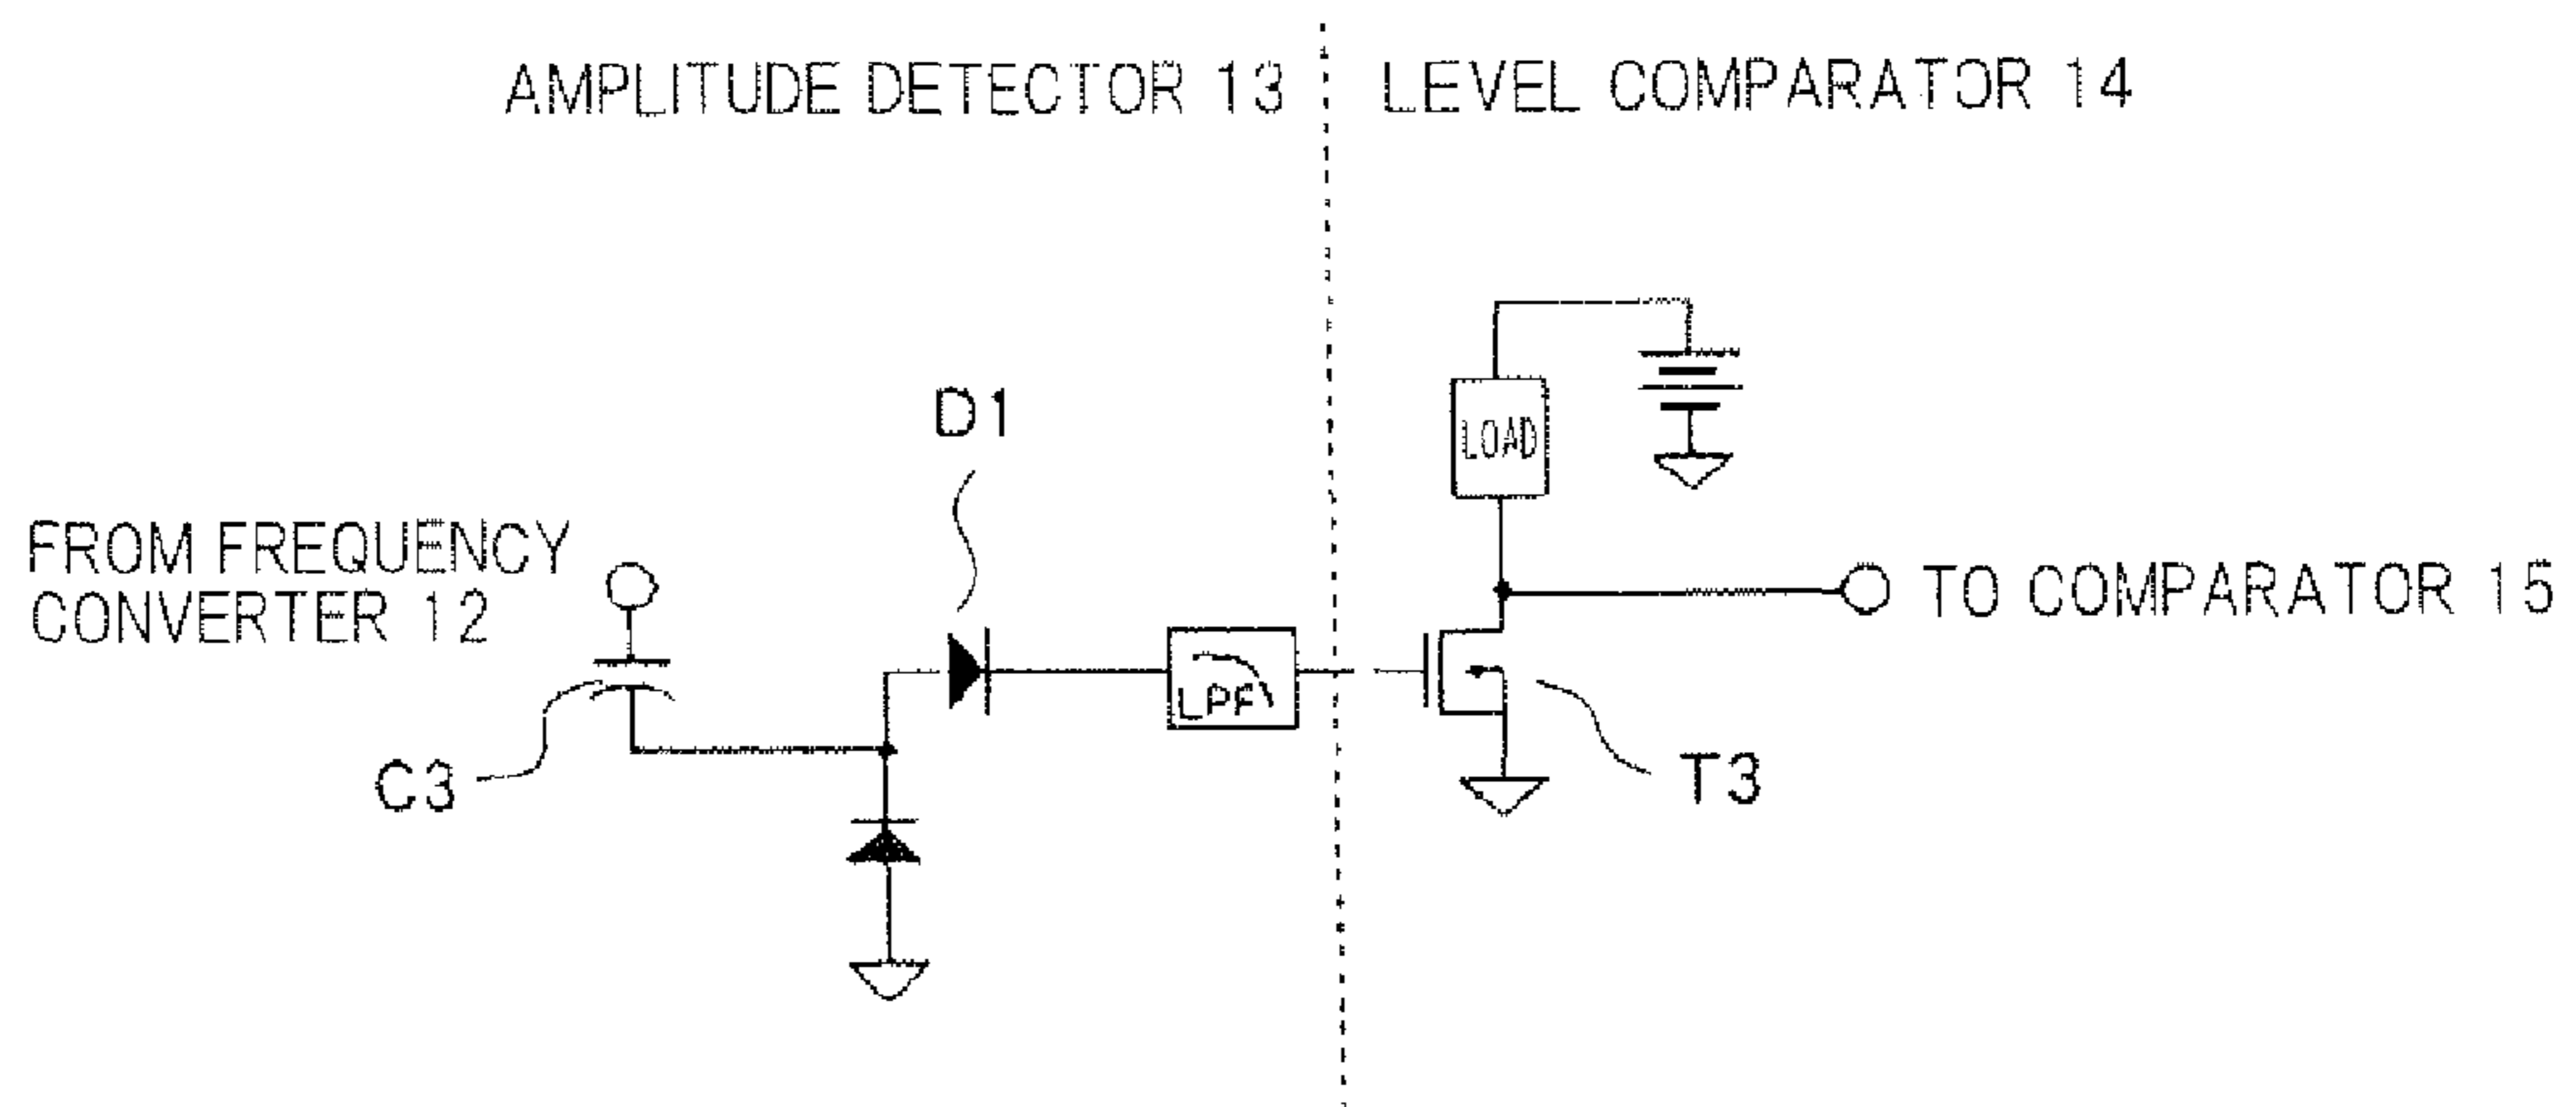 AMPLITUDE DETECTOR 13
LEVEL COMPARATOR 14
D1
LOAD
FROM FREQUENCY
CONVERTER 12
TO COMPARATOR 15
LPF
C3
T3